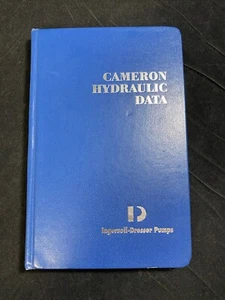 CAMERON
HYDRAULIC
DATA
Ingersoll-Dresser Pumps